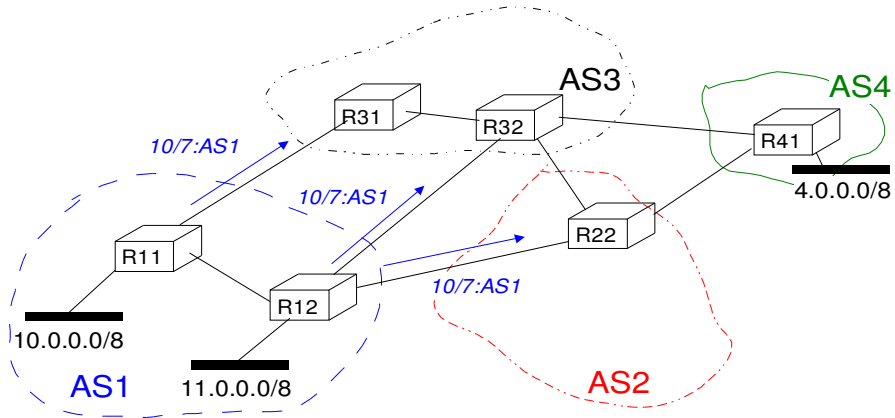 AS3
AS4
R31
R32
R41
10/7:AS1
4.0.0.0/8
10/7:AS1
R22
R11
10/7:AS1
R12
10.0.0.0/8
11.0.0.0/8
AS1
AS2